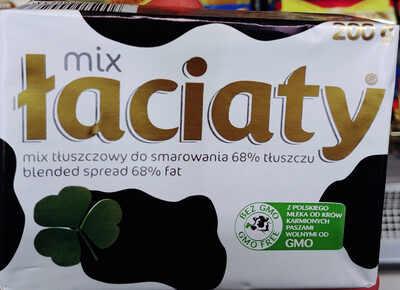 200 g
mix
łaciaty®
mix tłuszczowy do smarowania 68% tłuszczu
blended spread 68% fat
BEZ GMO
GMO FREE
Z POLSKIEGO
MLEKA OD KRÓW
KARMIONYCH
PASZAMI
WOLNYMI OD
GMO